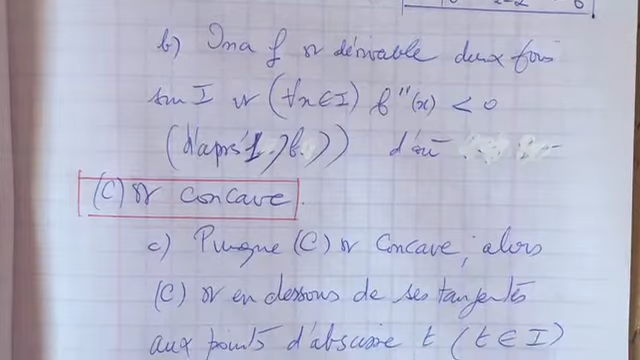 b) On a f est dérivable deux fois
sur I et (∀x∈I) f''(x) < 0
(d'après 1.)b.)) d'où
(C) est concave.
c) Puisque (C) est concave, alors
(C) est en dessous de ses tangentes
aux points d'abscisse t (t ∈ I)